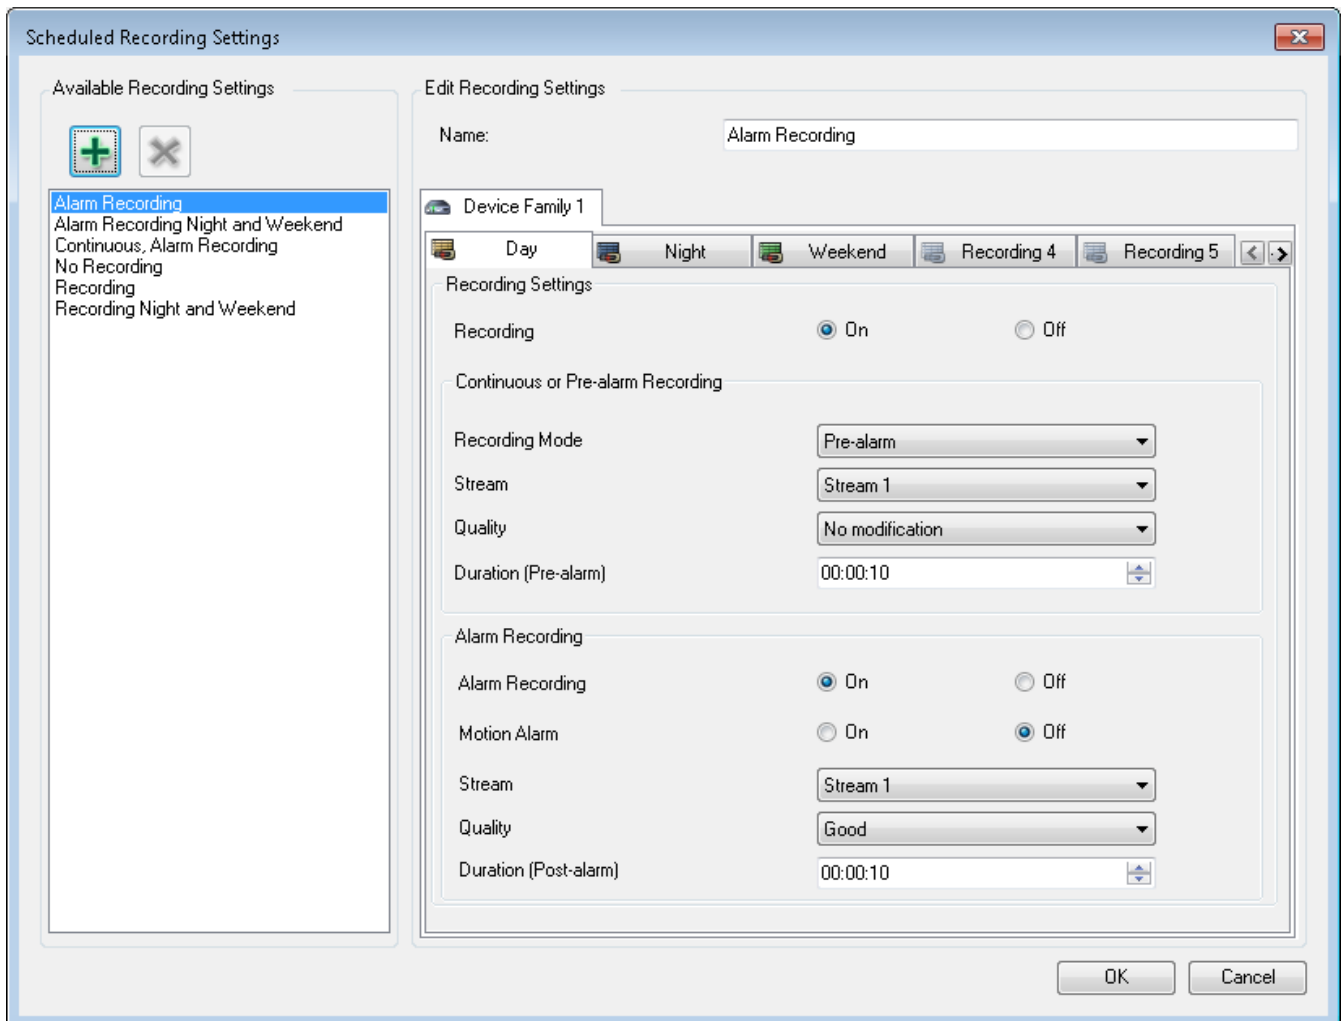 Scheduled Recording Settings
Available Recording Settings
Alarm Recording
Alarm Recording Night and Weekend
Continuous, Alarm Recording
No Recording
Recording
Recording Night and Weekend
Edit Recording Settings
Name: Alarm Recording
Device Family 1
Day Night Weekend Recording 4 Recording 5
Recording Settings
Recording On Off
Continuous or Pre-alarm Recording
Recording Mode Pre-alarm
Stream Stream 1
Quality No modification
Duration (Pre-alarm) 00:00:10
Alarm Recording
Alarm Recording On Off
Motion Alarm On Off
Stream Stream 1
Quality Good
Duration (Post-alarm) 00:00:10
OK Cancel